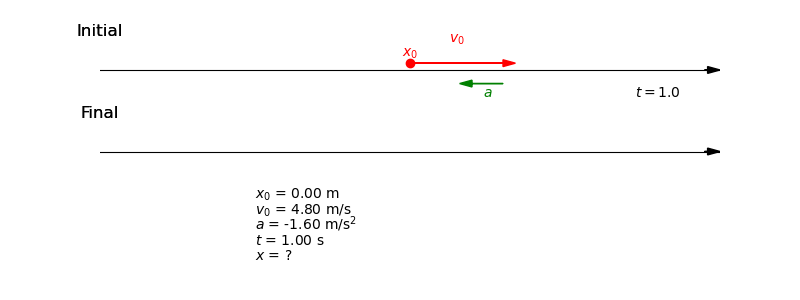 Initial
v₀
x₀
a
t = 1.0
Final
x₀ = 0.00 m
v₀ = 4.80 m/s
a = -1.60 m/s²
t = 1.00 s
x = ?